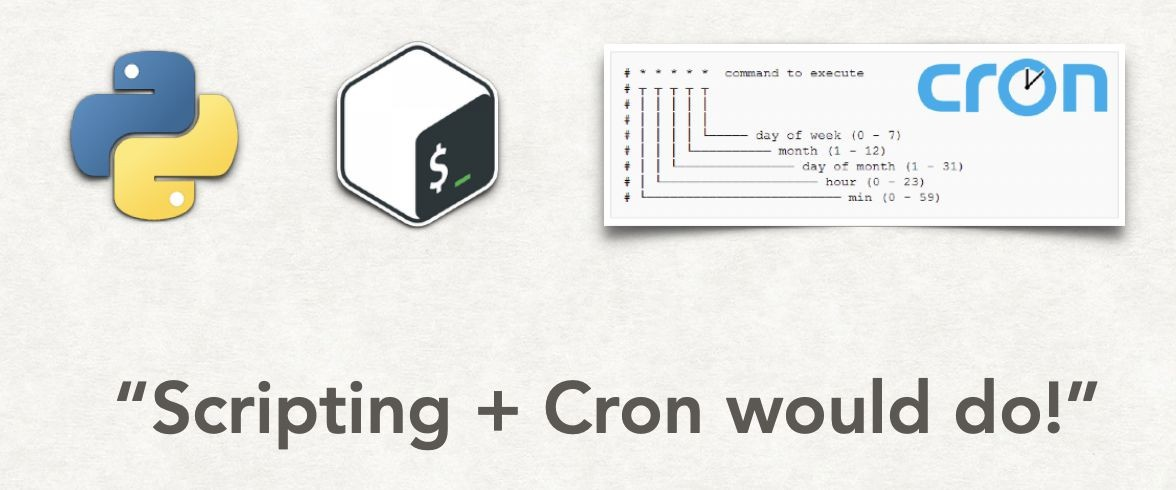 $_
# * * * * * command to execute
cron
# ┬ ┬ ┬ ┬ ┬
# │ │ │ │ │
# │ │ │ │ │
# │ │ │ │ └───── day of week (0 - 7)
# │ │ │ └────────── month (1 - 12)
# │ │ └─────────────── day of month (1 - 31)
# │ └──────────────────── hour (0 - 23)
# └───────────────────────── min (0 - 59)
“Scripting + Cron would do!”